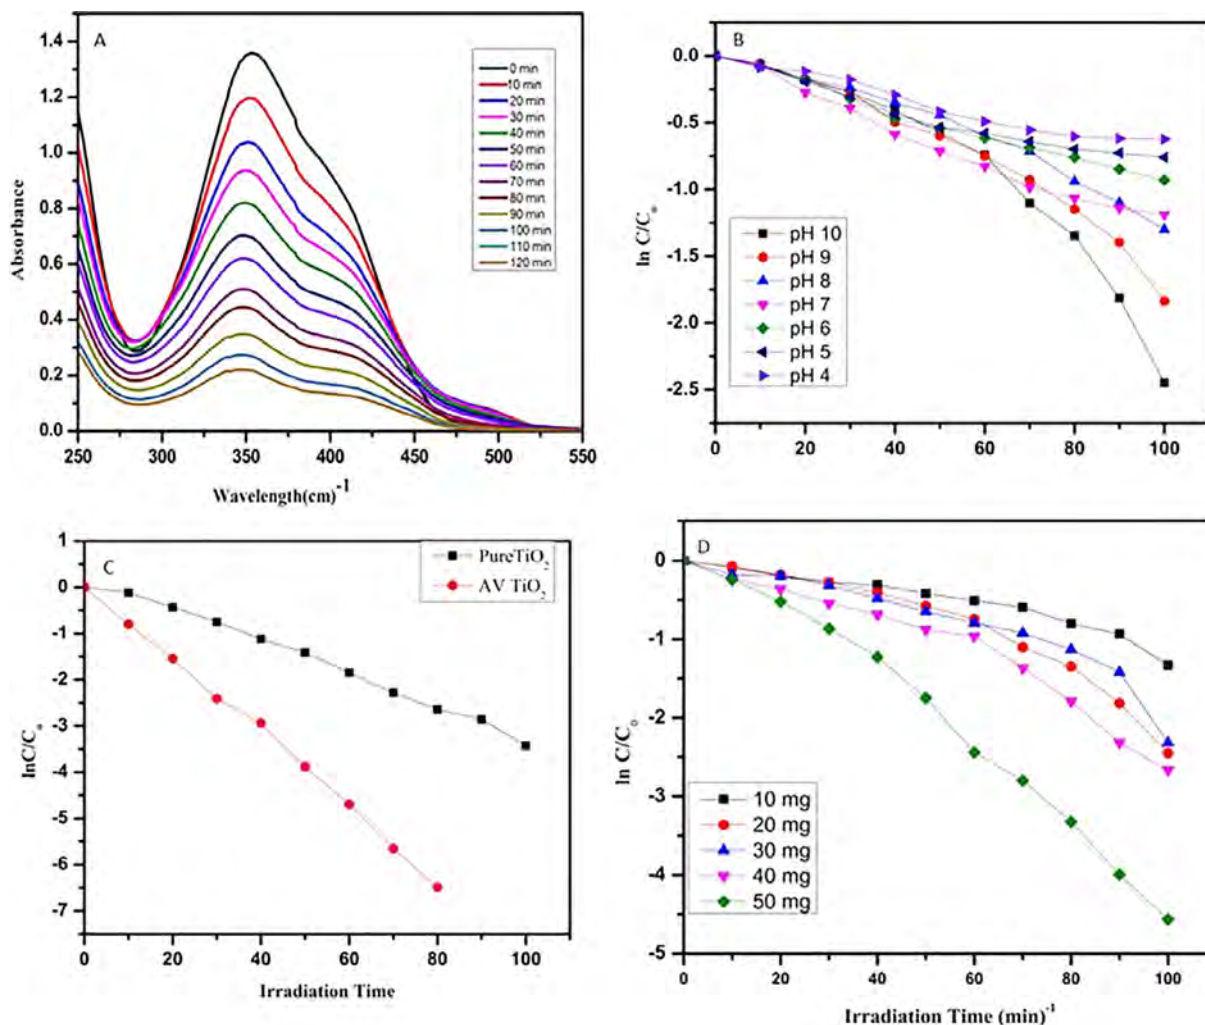 A
1.4
1.2
1.0
0.8
0.6
0.4
0.2
0.0
Absorbance
0 min
10 min
20 min
30 min
40 min
50 min
60 min
70 min
80 min
90 min
100 min
110 min
120 min
250 300 350 400 450 500 550
Wavelength(cm)⁻¹
B
0.0
-0.5
-1.0
-1.5
-2.0
-2.5
ln C/Cₒ
pH 10
pH 9
pH 8
pH 7
pH 6
pH 5
pH 4
0 20 40 60 80 100
C
1
0
-1
-2
-3
-4
-5
-6
-7
lnC/Cₒ
PureTiO₂
AV TiO₂
0 20 40 60 80 100
Irradiation Time
D
0
-1
-2
-3
-4
-5
ln C/Cₒ
10 mg
20 mg
30 mg
40 mg
50 mg
0 20 40 60 80 100
Irradiation Time (min)⁻¹